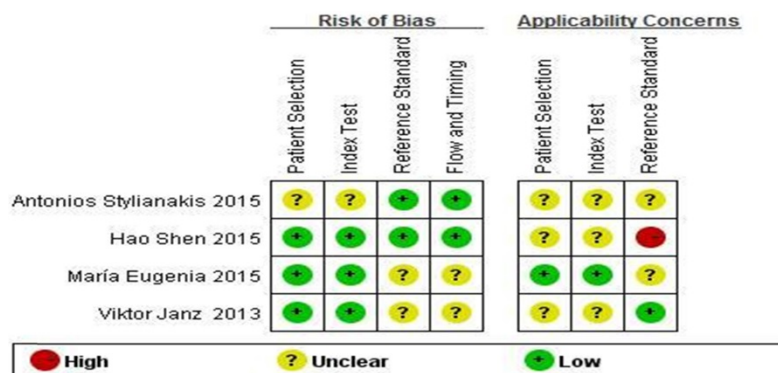 Risk of Bias Applicability Concerns
Patient Selection
Index Test
Reference Standard
Flow and Timing
Patient Selection
Index Test
Reference Standard
Antonios Stylianakis 2015 ? ? + + ? ? ?
Hao Shen 2015 + + + + ? ? -
María Eugenia 2015 + + ? ? + + ?
Viktor Janz 2013 + + ? ? ? ? +
- High ? Unclear + Low